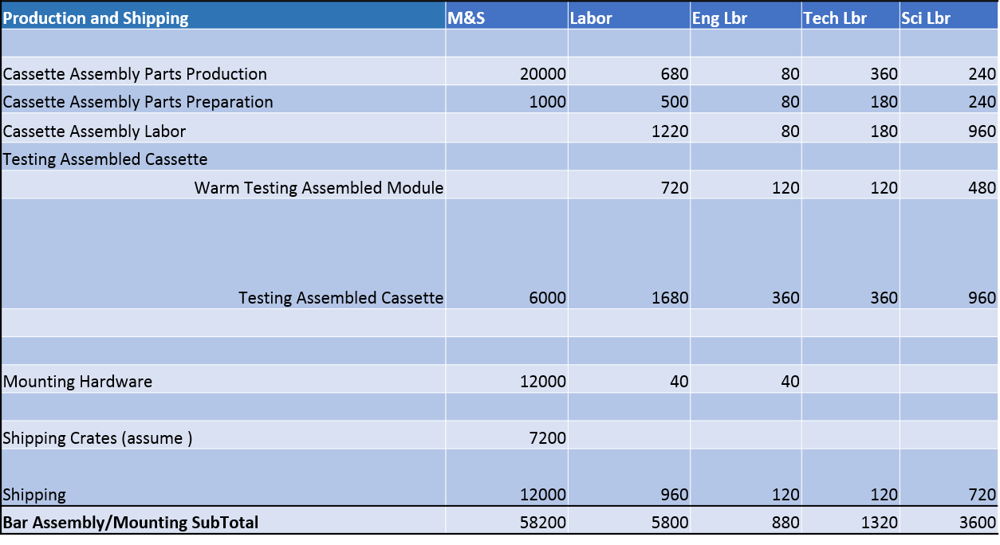 Production and Shipping M&S Labor Eng Lbr Tech Lbr Sci Lbr
Cassette Assembly Parts Production 20000 680 80 360 240
Cassette Assembly Parts Preparation 1000 500 80 180 240
Cassette Assembly Labor 1220 80 180 960
Testing Assembled Cassette
Warm Testing Assembled Module 720 120 120 480
Testing Assembled Cassette 6000 1680 360 360 960
Mounting Hardware 12000 40 40
Shipping Crates (assume ) 7200
Shipping 12000 960 120 120 720
Bar Assembly/Mounting SubTotal 58200 5800 880 1320 3600